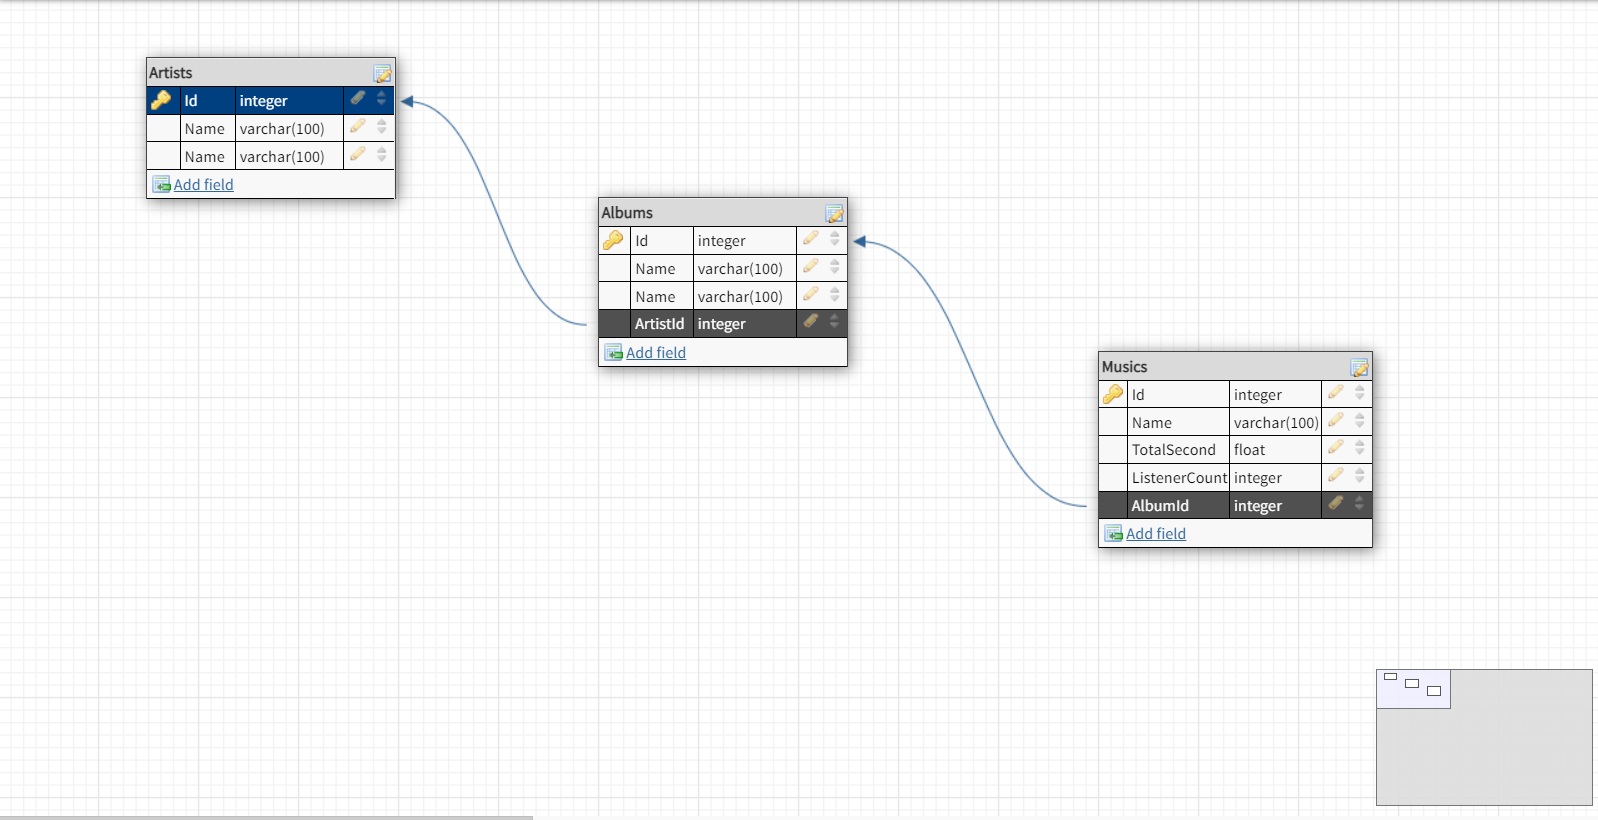 Artists
Id integer
Name varchar(100)
Name varchar(100)
Add field
Albums
Id integer
Name varchar(100)
Name varchar(100)
ArtistId integer
Add field
Musics
Id integer
Name varchar(100)
TotalSecond float
ListenerCount integer
AlbumId integer
Add field